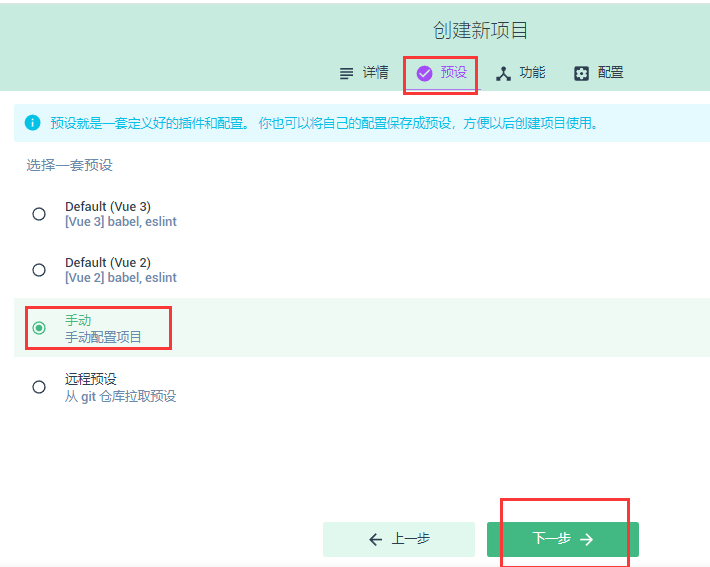 创建新项目
详情 预设 功能 配置
预设就是一套定义好的插件和配置。 你也可以将自己的配置保存成预设，方便以后创建项目使用。
选择一套预设
Default (Vue 3)
[Vue 3] babel, eslint
Default (Vue 2)
[Vue 2] babel, eslint
手动
手动配置项目
远程预设
从 git 仓库拉取预设
上一步 下一步